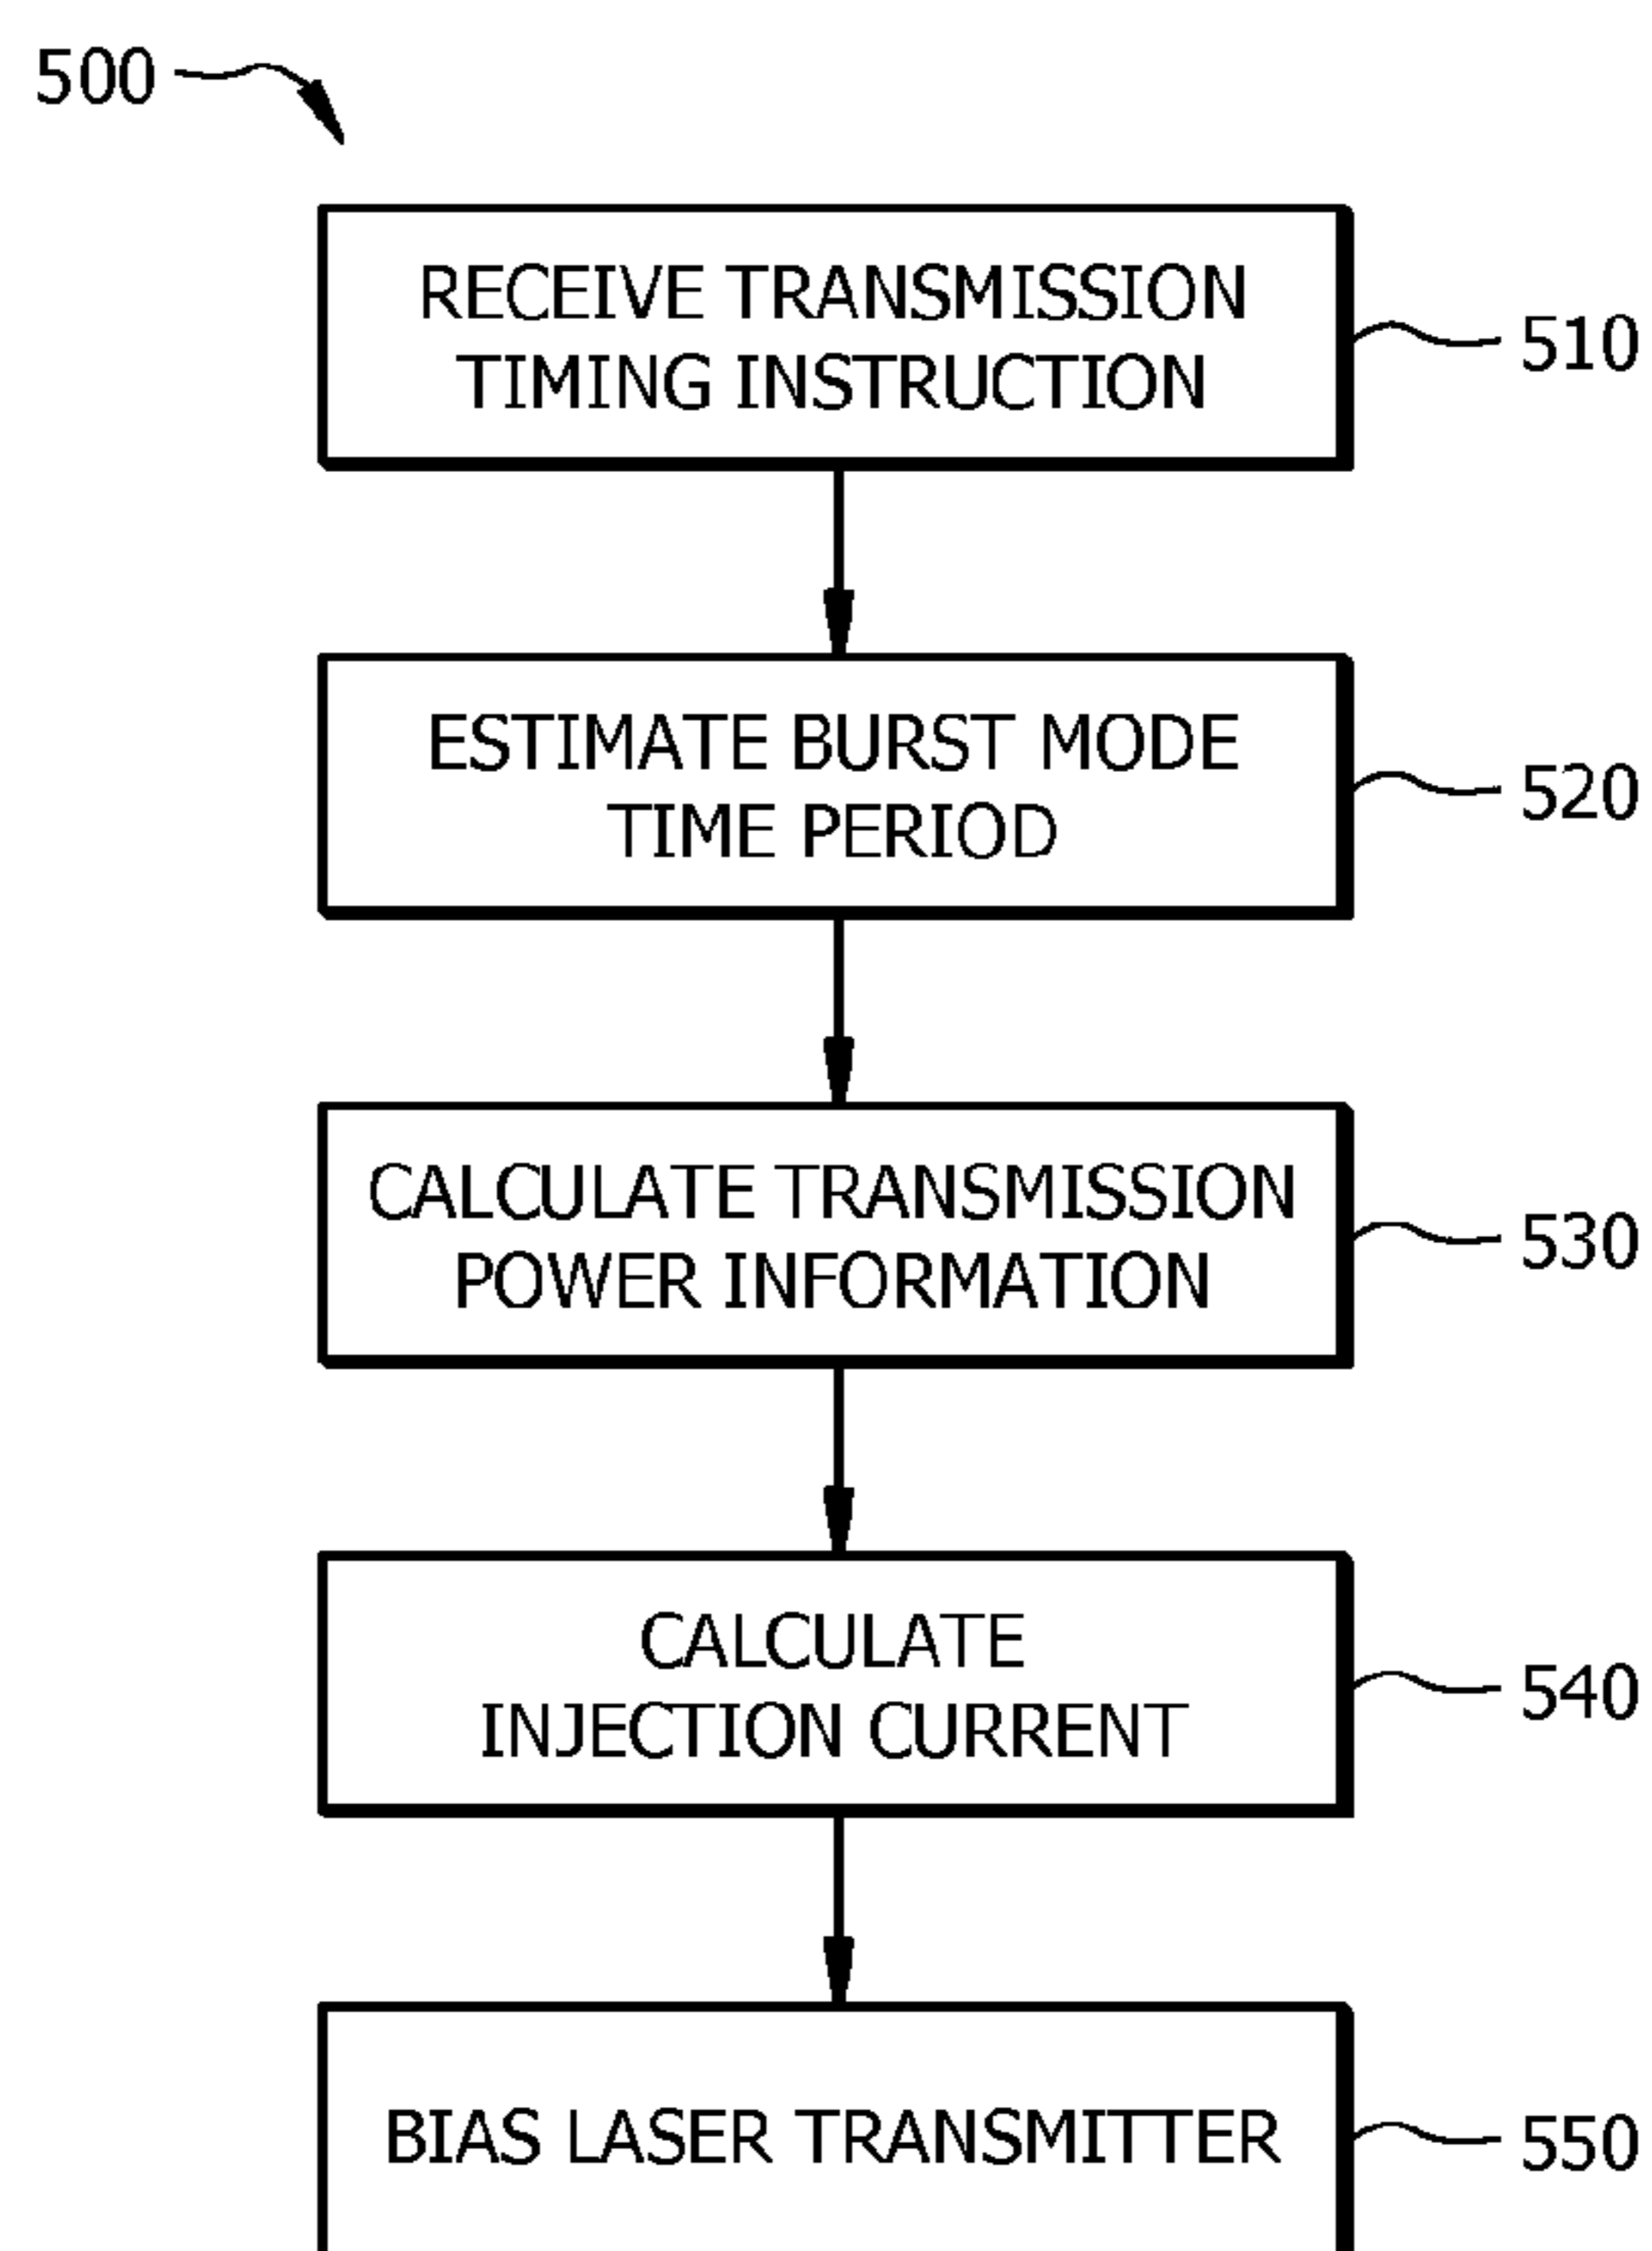 500
RECEIVE TRANSMISSION
TIMING INSTRUCTION
510
ESTIMATE BURST MODE
TIME PERIOD
520
CALCULATE TRANSMISSION
POWER INFORMATION
530
CALCULATE
INJECTION CURRENT
540
BIAS LASER TRANSMITTER
550